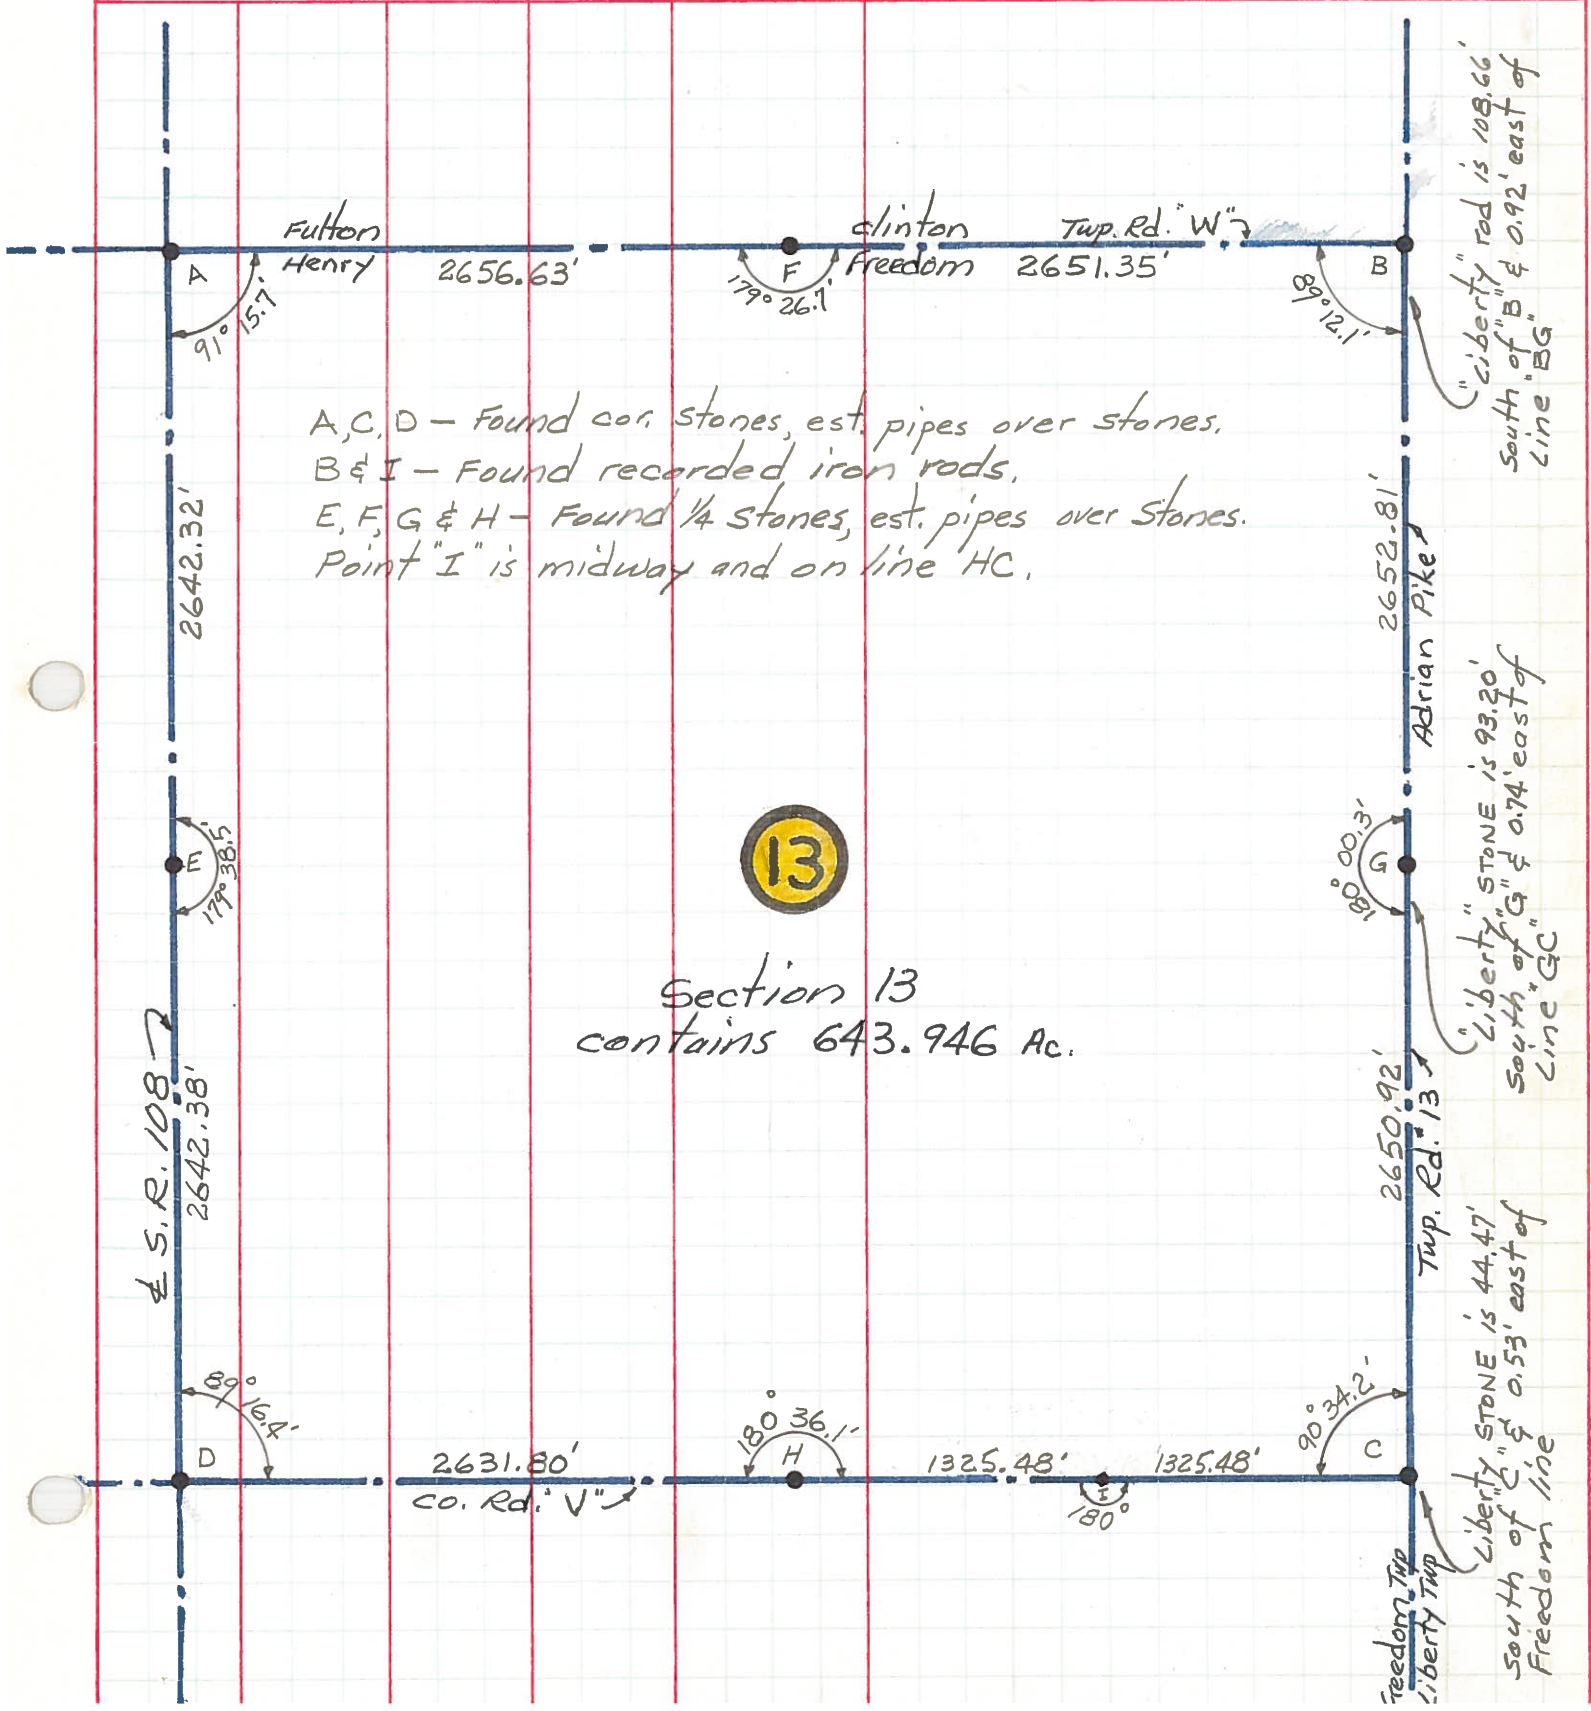 Fulton
Henry
clinton
Freedom
Twp. Rd. "W"
A
2656.63'
F
2651.35'
B
91° 15.7'
179° 26.7'
89° 12.1'
"Liberty" rod is 108.66'
South of "B" & 0.92' east of
Line "BG"
A, C, D – Found cor. stones, est. pipes over stones.
B & I – Found recorded iron rods.
E, F, G & H – Found 1/4 stones, est. pipes over stones.
Point "I" is midway and on line HC.
2642.32'
2652.81'
Adrian Pike
E
179° 38.5'
13
G
180° 00.3'
"Liberty" STONE is 93.20'
South of "G" & 0.74' east of
Line "GC"
Section 13
contains 643.946 Ac.
℄ S.R. 108
2642.38'
2650.92'
Twp. Rd. "13"
89° 16.4'
180° 36.1'
90° 34.2'
D
2631.80'
H
1325.48'
1325.48'
C
Co. Rd. "V"
I
180°
Liberty STONE is 44.47'
South of "C" & 0.53' east of
Freedom line
Freedom Twp
Liberty Twp